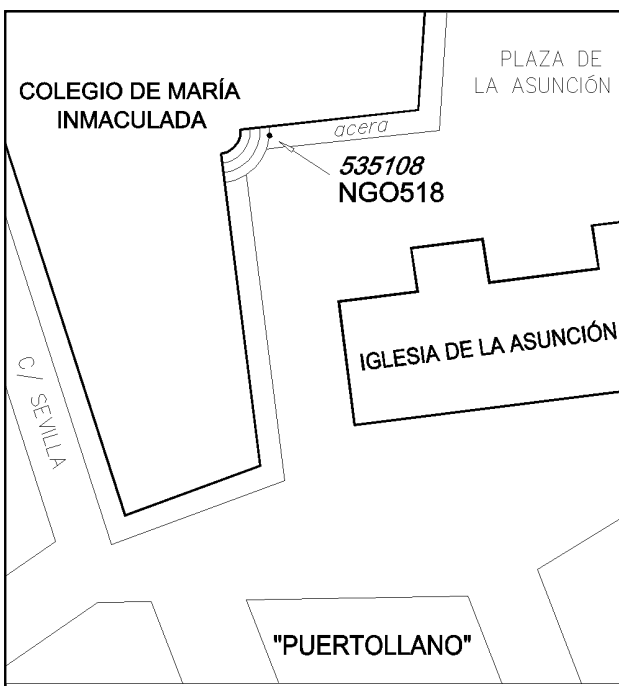 PLAZA DE
LA ASUNCIÓN
COLEGIO DE MARÍA
INMACULADA
acera
535108
NGO518
IGLESIA DE LA ASUNCIÓN
C/ SEVILLA
"PUERTOLLANO"